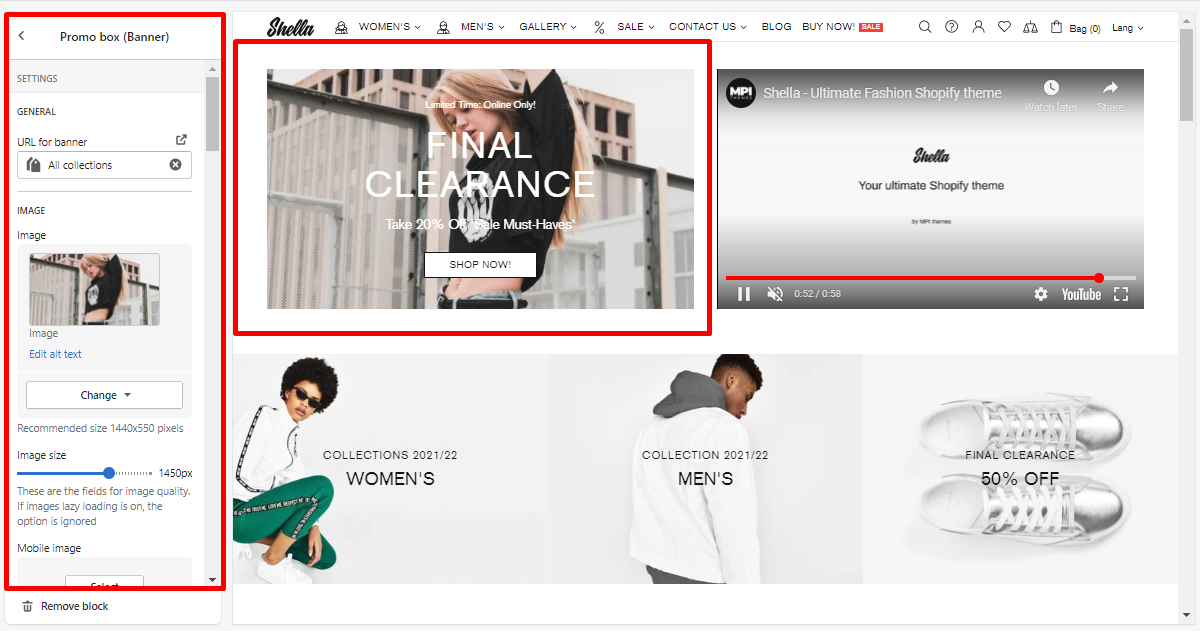 Promo box (Banner)
SETTINGS
GENERAL
URL for banner
All collections
IMAGE
Image
Image
Edit alt text
Change
Recommended size 1440x550 pixels
Image size
1450px
These are the fields for image quality.
If images lazy loading is on, the
option is ignored
Mobile image
Select
Remove block
Shella WOMEN'S MEN'S GALLERY % SALE CONTACT US BLOG BUY NOW! SALE Bag (0) Lang
Limited Time: Online Only!
FINAL
CLEARANCE
Take 20% Off "Sale Must-Haves"
SHOP NOW!
MPI
THEMES
Shella - Ultimate Fashion Shopify theme
Watch later
Share
Shella
Your ultimate Shopify theme
by MPI themes
0:52 / 0:58
YouTube
COLLECTIONS 2021/22
WOMEN'S
COLLECTION 2021/22
MEN'S
FINAL CLEARANCE
50% OFF